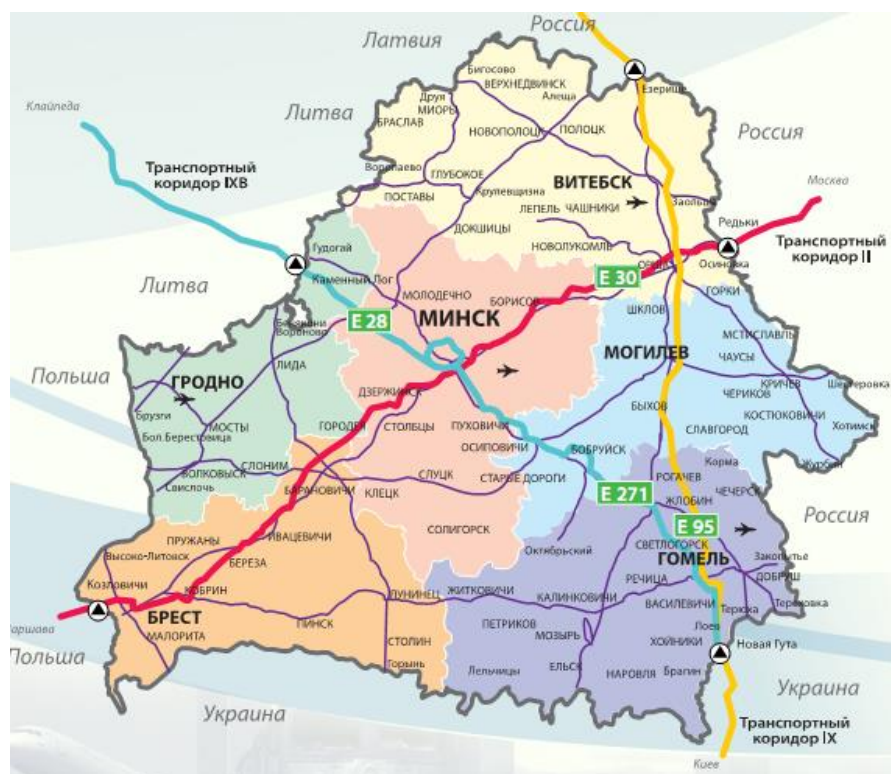 Россия
Латвия
Бигосово
ВЕРХНЕДВИНСК
Езерище
Друя
Алеща
МИОРЫ
Клайпеда
Литва
БРАСЛАВ
НОВОПОЛОЦК
ПОЛОЦК
Россия
Транспортный
коридор IXB
Воропаево
ГЛУБОКОЕ
ВИТЕБСК
Москва
Крулевщизна
ПОСТАВЫ
ЛЕПЕЛЬ
ЧАШНИКИ
Заольша
Редьки
ДОКШИЦЫ
Гудогай
НОВОЛУКОМЛЬ
Транспортный
коридор II
Осиновка
Каменный Лог
E 30
Литва
МОЛОДЕЧНО
БОРИСОВ
ГОРКИ
ШКЛОВ
МИНСК
E 28
Вороново
МСТИСЛАВЛЬ
МОГИЛЕВ
ЧАУСЫ
ЛИДА
Польша
ГРОДНО
КРИЧЕВ
ДЗЕРЖИНСК
ЧЕРИКОВ
Брузги
БЫХОВ
КОСТЮКОВИЧИ
МОСТЫ
ГОРОДЕЯ
СТОЛБЦЫ
ПУХОВИЧИ
Хотимск
Бол.Берестовица
СЛАВГОРОД
ОСИПОВИЧИ
БОБРУЙСК
Корма
СЛОНИМ
ВОЛКОВЫСК
СЛУЦК
СТАРЫЕ ДОРОГИ
РОГАЧЕВ
Свислочь
БАРАНОВИЧИ
КЛЕЦК
E 271
ЖЛОБИН
ЧЕЧЕРСК
Россия
СОЛИГОРСК
E 95
ПРУЖАНЫ
ИВАЦЕВИЧИ
СВЕТЛОГОРСК
Октябрьский
Высоко-Литовск
ГОМЕЛЬ
Закопытье
БЕРЕЗА
Козловичи
РЕЧИЦА
ДОБРУШ
КОБРИН
ЛУНИНЕЦ
ЖИТКОВИЧИ
КАЛИНКОВИЧИ
ВАСИЛЕВИЧИ
Терюха
Тереховка
БРЕСТ
ПИНСК
ПЕТРИКОВ
Лоев
МАЛОРИТА
МОЗЫРЬ
СТОЛИН
ХОЙНИКИ
Новая Гута
Польша
Горынь
Лельчицы
ЕЛЬСК
НАРОВЛЯ
Брагин
Украина
Украина
Транспортный
коридор IX
Киев